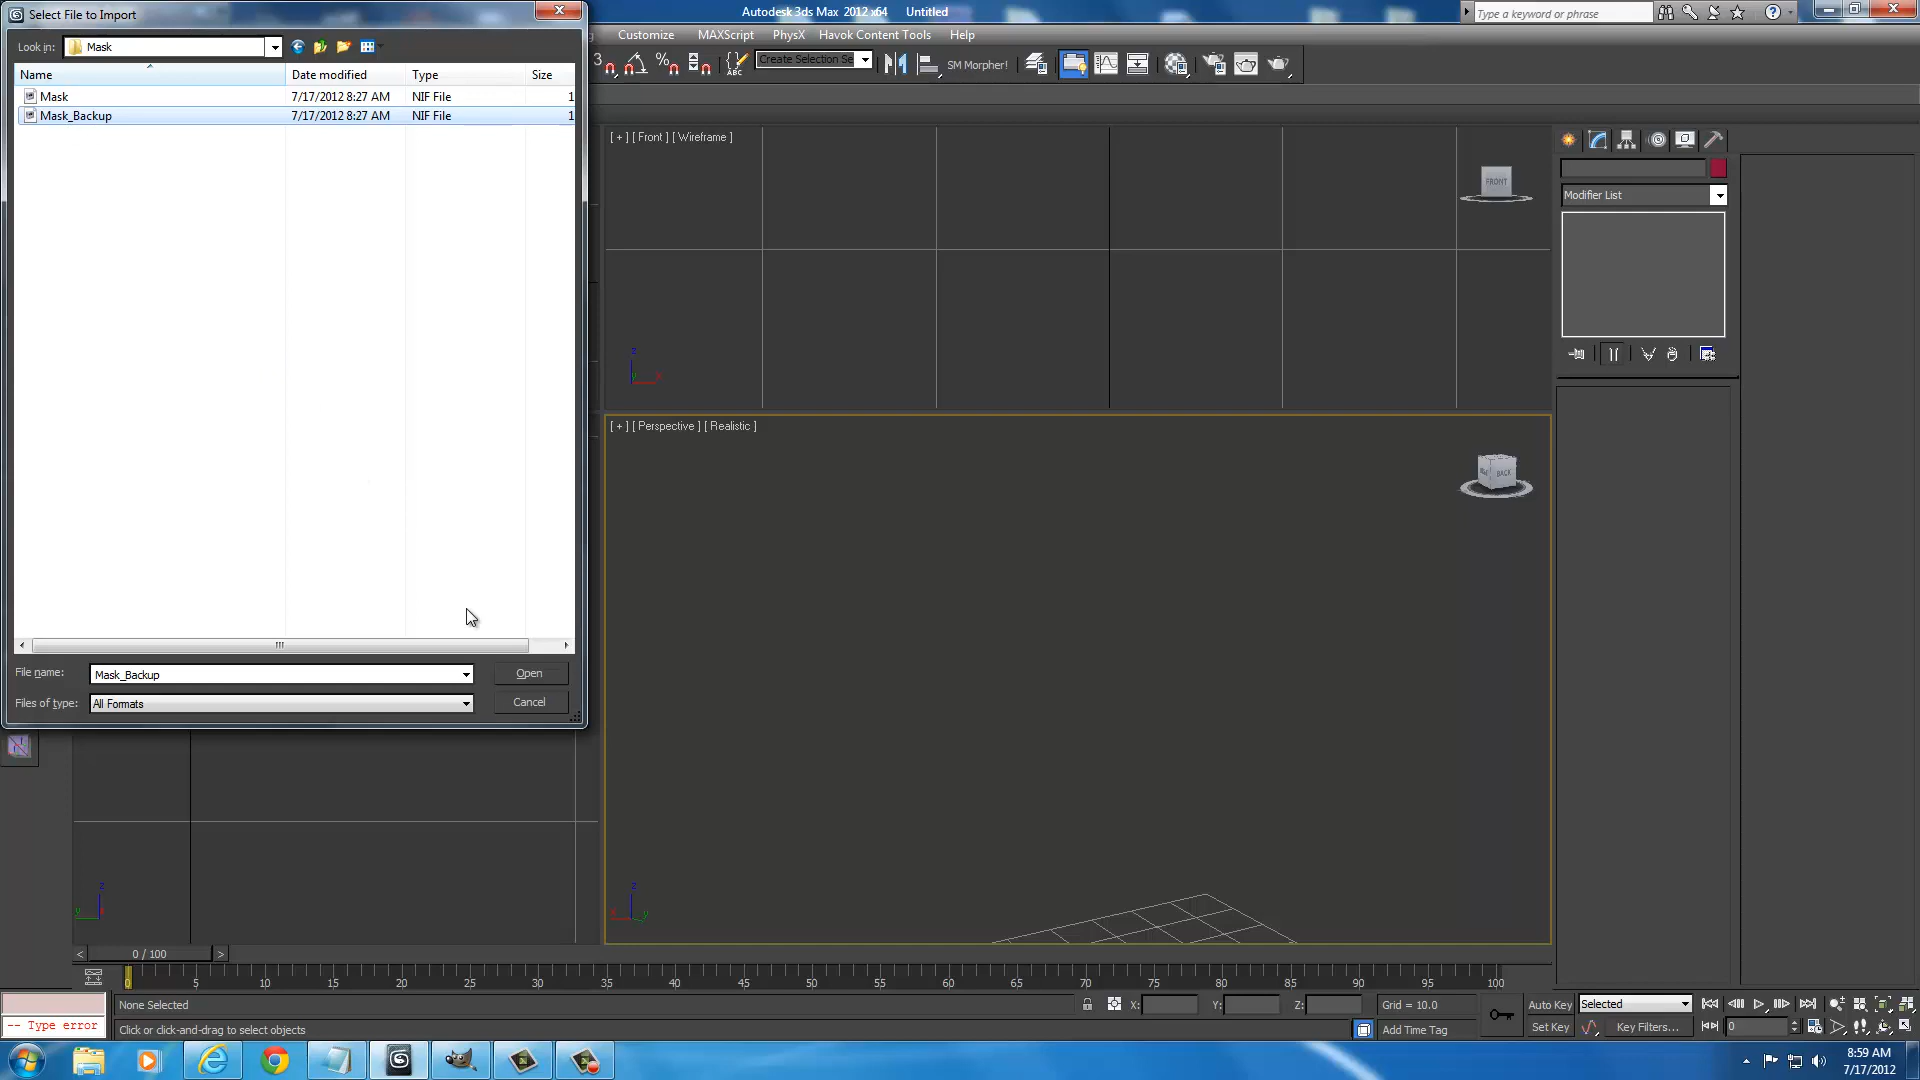 Select File to Import
Autodesk 3ds Max 2012 x64 Untitled
Type a keyword or phrase
Customize MAXScript PhysX Havok Content Tools Help
Look in: Mask
Create Selection Se
SM Morpher!
Name Date modified Type Size
Mask 7/17/2012 8:27 AM NIF File 1
Mask_Backup 7/17/2012 8:27 AM NIF File 1
[ + ] [ Front ] [ Wireframe ]
FRONT
Modifier List
[ + ] [ Perspective ] [ Realistic ]
BACK
File name: Mask_Backup Open
Files of type: All Formats Cancel
< 0 / 100 >
0 5 10 15 20 25 30 35 40 45 50 55 60 65 70 75 80 85 90 95 100
None Selected X: Y: Z: Grid = 10.0 Auto Key Selected
-- Type error Click or click-and-drag to select objects Add Time Tag Set Key Key Filters... 0
8:59 AM
7/17/2012